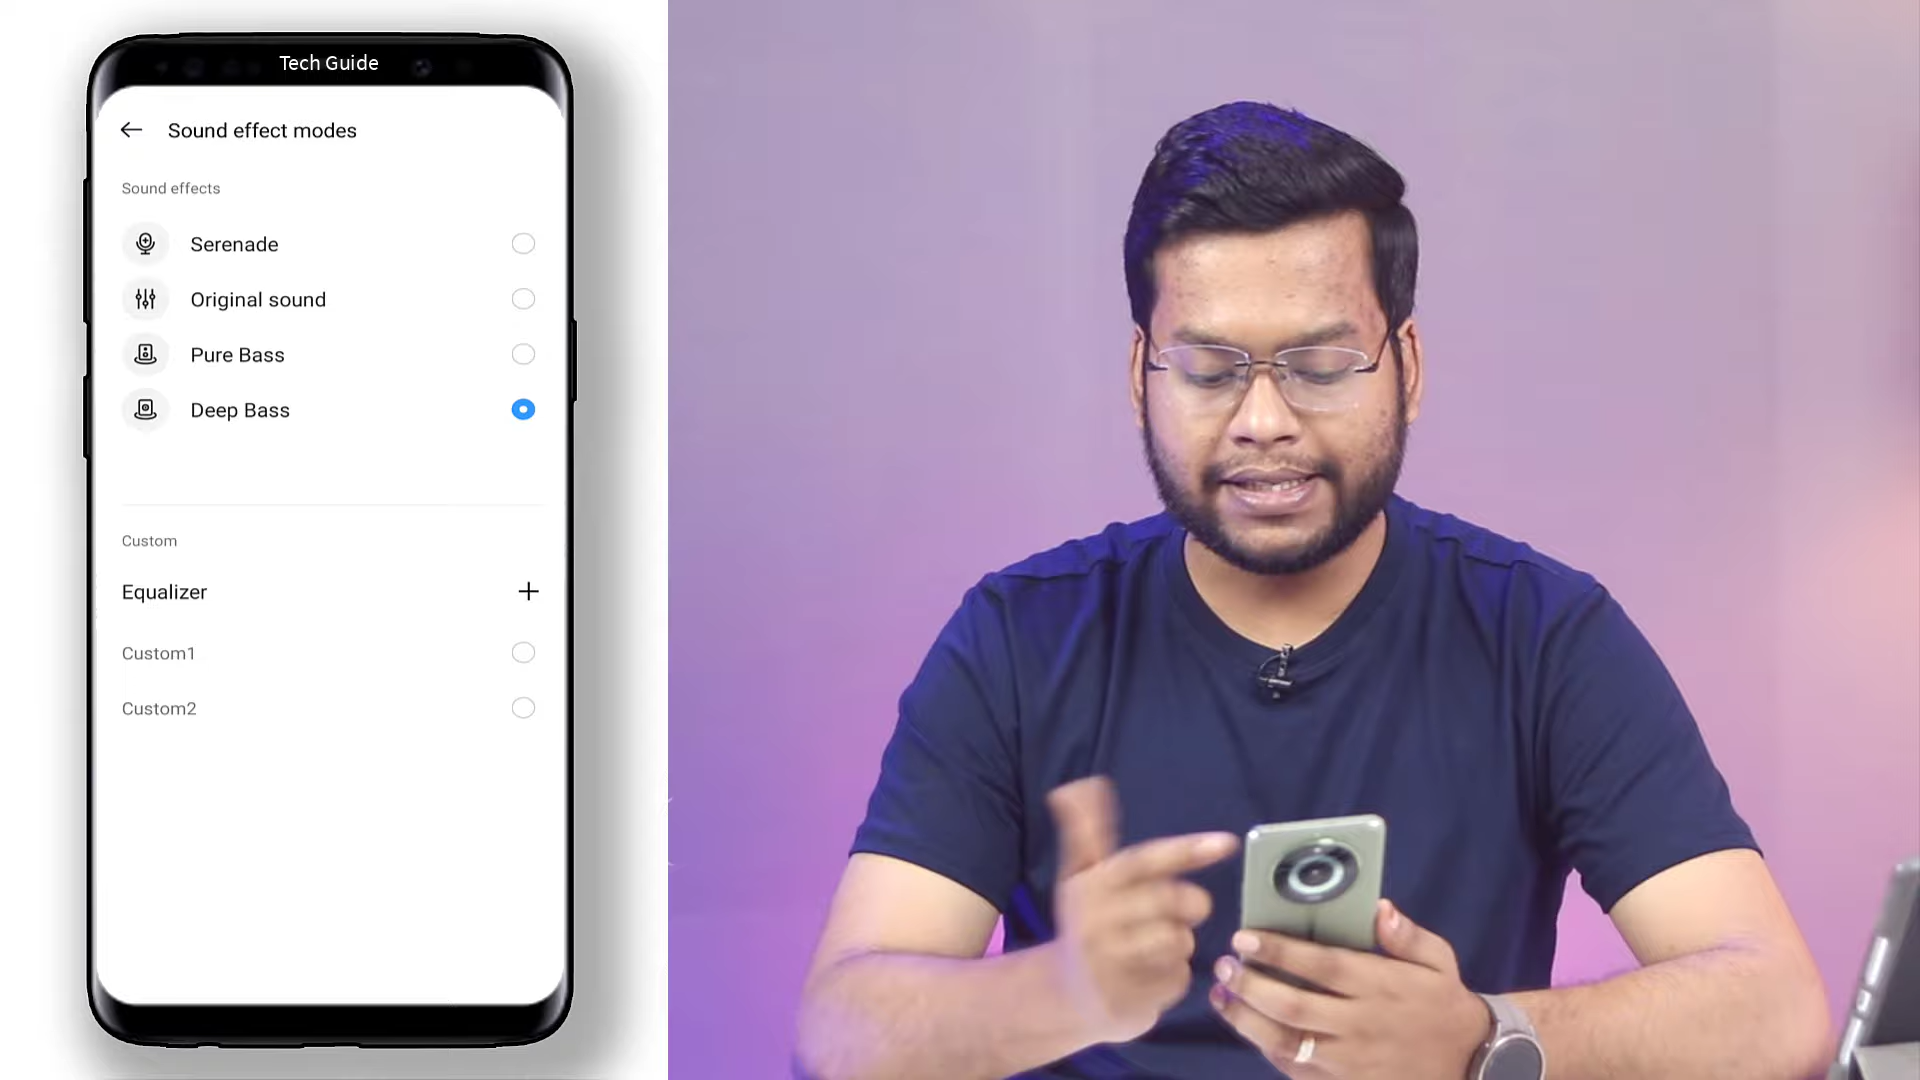 Tech Guide
Sound effect modes
Sound effects
Serenade
Original sound
Pure Bass
Deep Bass
Custom
Equalizer
Custom1
Custom2